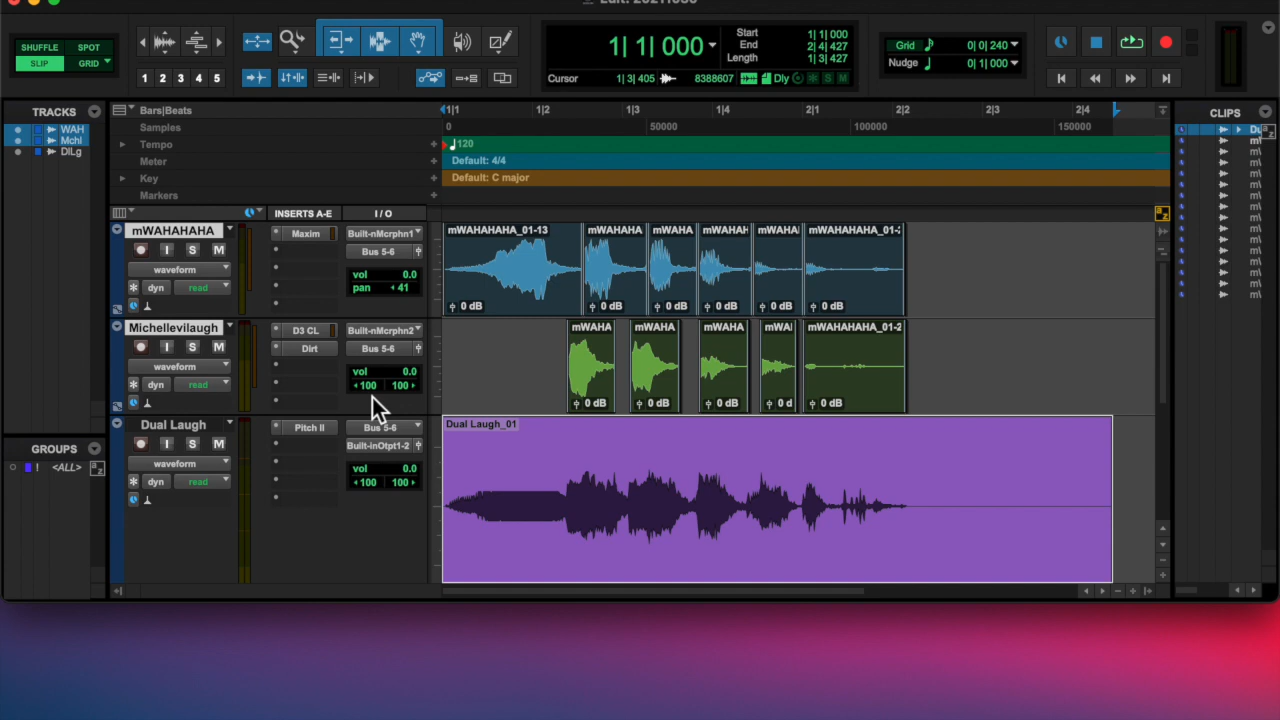 SHUFFLE SPOT
SLIP GRID
1 2 3 4 5
1| 1| 000
Start 1| 1| 000
End 2| 4| 427
Length 1| 3| 427
Cursor 1| 3| 405 8388607 Dly S M
Grid 0| 0| 240
Nudge 0| 1| 000
TRACKS
WAH
Mchl
DlLg
GROUPS
! <ALL>
a z
CLIPS
Bars|Beats 1|1 1|2 1|3 1|4 2|1 2|2 2|3 2|4
Samples 0 50000 100000 150000
Tempo 120
Meter Default: 4/4
Key Default: C major
Markers
INSERTS A-E I / O
mWAHAHAHA
I S M
waveform
dyn read
Maxim
Built-nMcrphn1
Bus 5-6
vol 0.0
pan 41
mWAHAHAHA_01-13
0 dB 0 dB 0 dB 0 dB 0 dB 0 dB
Michellevilaugh
I S M
waveform
dyn read
D3 CL
Dirt
Built-nMcrphn2
Bus 5-6
vol 0.0
100 100
mWAHA mWAHA mWAHA mWAI mWAHAHAHA_01-2
0 dB 0 dB 0 dB 0 d 0 dB
Dual Laugh
I S M
waveform
dyn read
Pitch II
Bus 5-6
Built-inOtpt1-2
vol 0.0
100 100
Dual Laugh_01